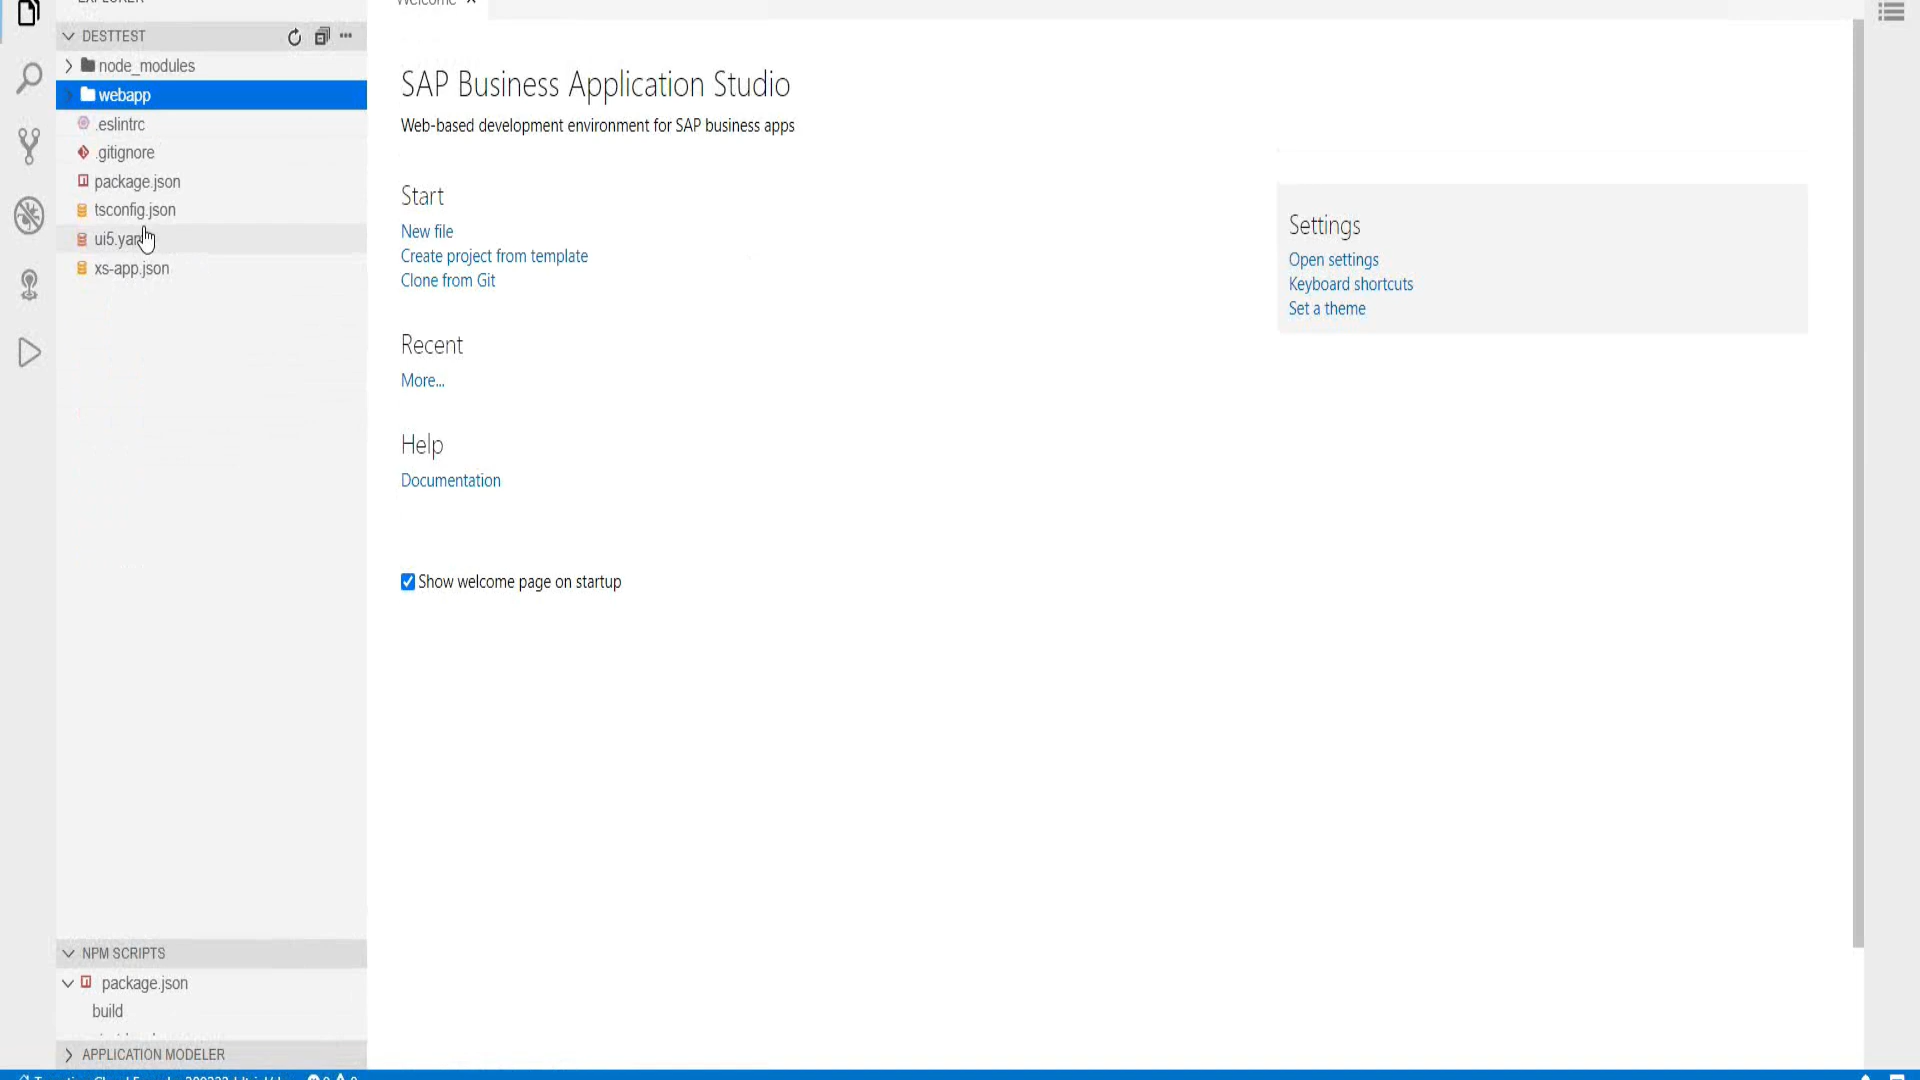 EXPLORER
Welcome ×
DESTTEST
node_modules
webapp
.eslintrc
.gitignore
package.json
tsconfig.json
ui5.yam
xs-app.json
SAP Business Application Studio
Web-based development environment for SAP business apps
Start
New file
Create project from template
Clone from Git
Recent
More...
Help
Documentation
Show welcome page on startup
Settings
Open settings
Keyboard shortcuts
Set a theme
NPM SCRIPTS
package.json
build
APPLICATION MODELER